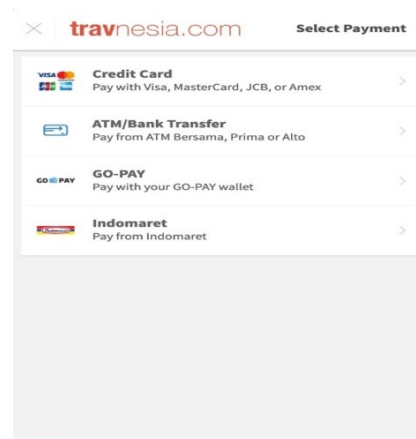 travnesia.com Select Payment
VISA
Credit Card
Pay with Visa, MasterCard, JCB, or Amex
ATM/Bank Transfer
Pay from ATM Bersama, Prima or Alto
GO PAY
GO-PAY
Pay with your GO-PAY wallet
Indomaret
Pay from Indomaret